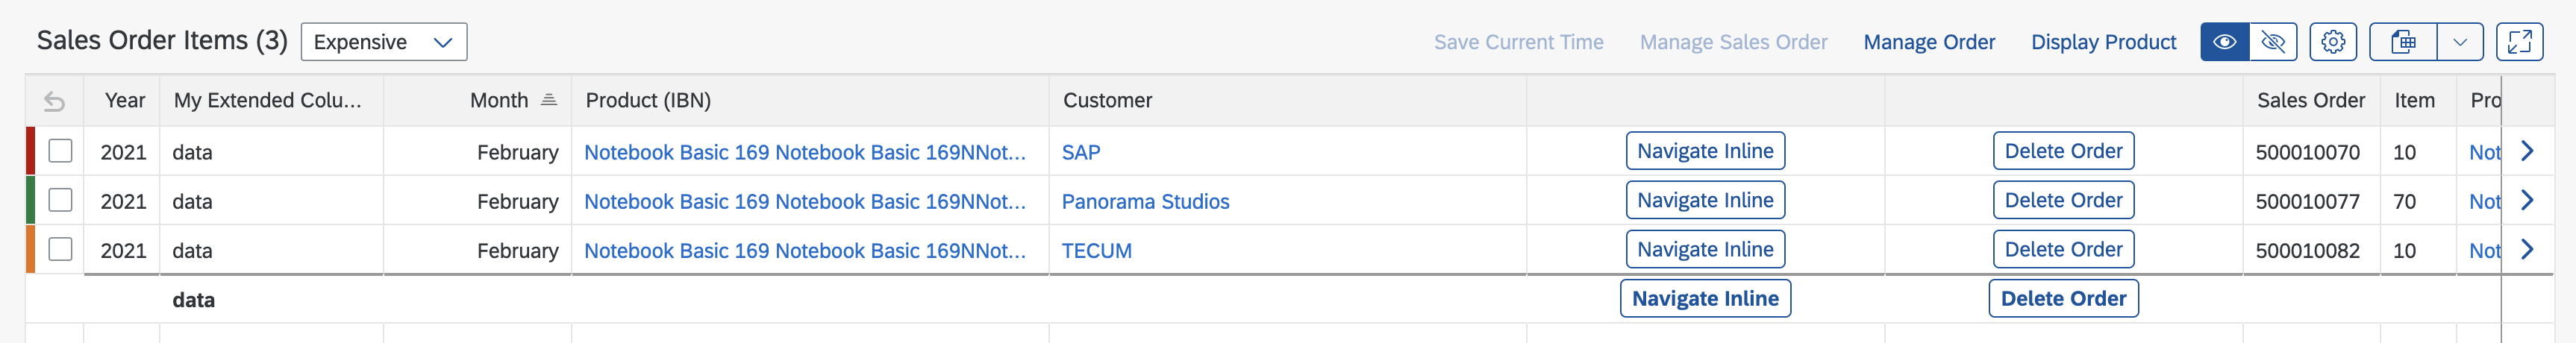 Sales Order Items (3) Expensive Save Current Time Manage Sales Order Manage Order Display Product
Year My Extended Colu... Month Product (IBN) Customer Sales Order Item Pro
2021 data February Notebook Basic 169 Notebook Basic 169NNot... SAP Navigate Inline Delete Order 500010070 10 Not
2021 data February Notebook Basic 169 Notebook Basic 169NNot... Panorama Studios Navigate Inline Delete Order 500010077 70 Not
2021 data February Notebook Basic 169 Notebook Basic 169NNot... TECUM Navigate Inline Delete Order 500010082 10 Not
data Navigate Inline Delete Order